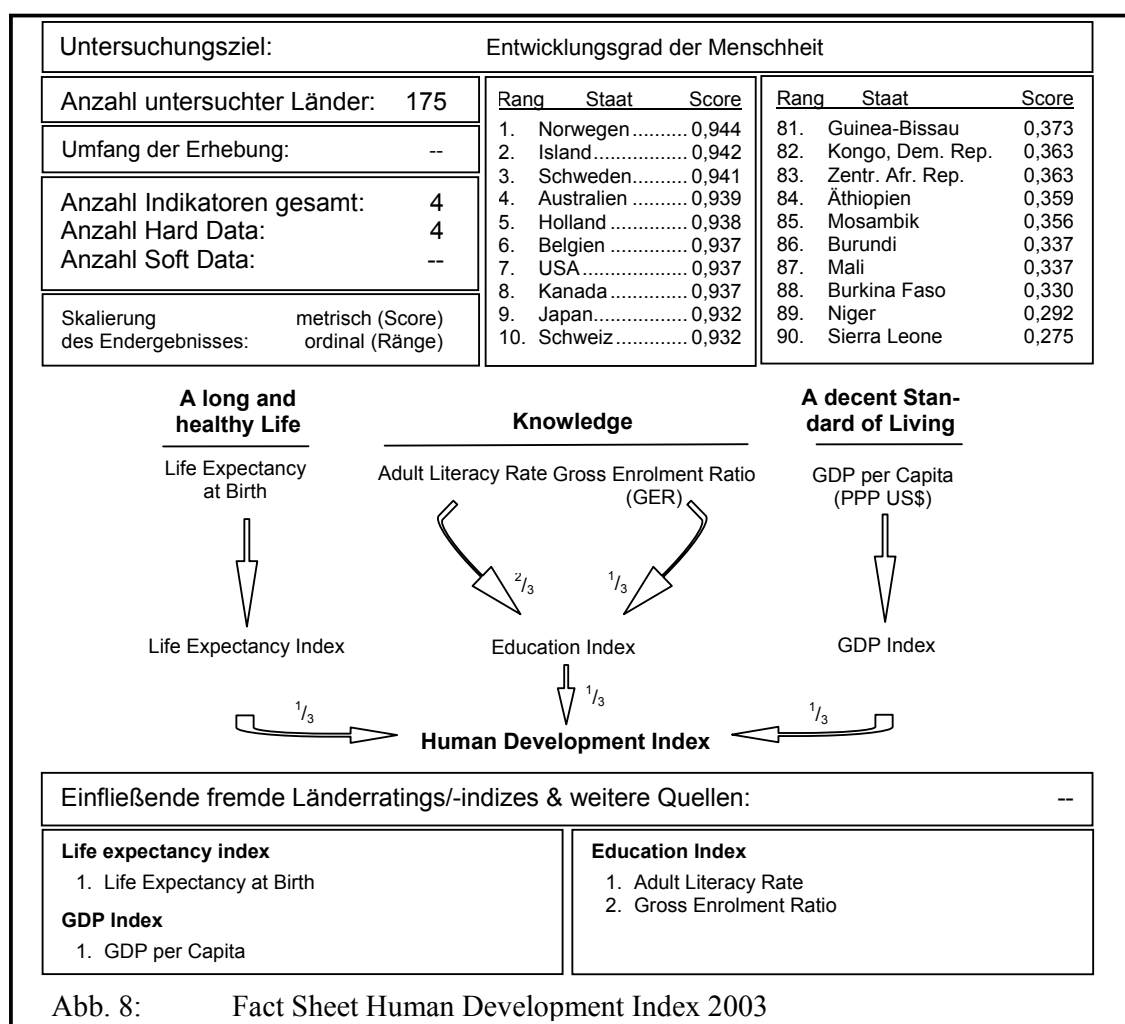 Untersuchungsziel: Entwicklungsgrad der Menschheit
Anzahl untersuchter Länder: 175
Umfang der Erhebung: --
Anzahl Indikatoren gesamt: 4
Anzahl Hard Data: 4
Anzahl Soft Data: --
Skalierung metrisch (Score)
des Endergebnisses: ordinal (Ränge)
Rang Staat Score
1. Norwegen .......... 0,944
2. Island................ 0,942
3. Schweden.......... 0,941
4. Australien .......... 0,939
5. Holland .............. 0,938
6. Belgien .............. 0,937
7. USA .................. 0,937
8. Kanada .............. 0,937
9. Japan................. 0,932
10. Schweiz ............. 0,932
Rang Staat Score
81. Guinea-Bissau 0,373
82. Kongo, Dem. Rep. 0,363
83. Zentr. Afr. Rep. 0,363
84. Äthiopien 0,359
85. Mosambik 0,356
86. Burundi 0,337
87. Mali 0,337
88. Burkina Faso 0,330
89. Niger 0,292
90. Sierra Leone 0,275
A long and
healthy Life
Life Expectancy
at Birth
Knowledge
Adult Literacy Rate Gross Enrolment Ratio
(GER)
A decent Stan-
dard of Living
GDP per Capita
(PPP US$)
2/3
1/3
Life Expectancy Index
Education Index
GDP Index
1/3
1/3
1/3
Human Development Index
Einfließende fremde Länderratings/-indizes & weitere Quellen: --
Life expectancy index
1. Life Expectancy at Birth
GDP Index
1. GDP per Capita
Education Index
1. Adult Literacy Rate
2. Gross Enrolment Ratio
Abb. 8: Fact Sheet Human Development Index 2003